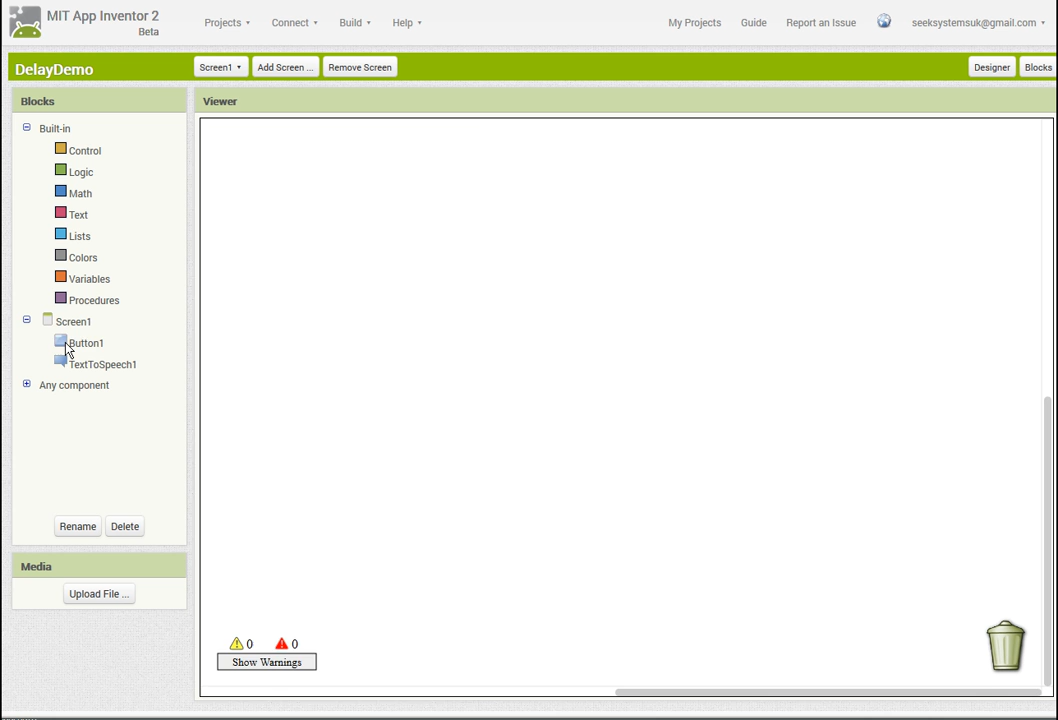 MIT App Inventor 2
Beta
Projects Connect Build Help My Projects Guide Report an Issue seeksystemsuk@gmail.com
DelayDemo Screen1 Add Screen ... Remove Screen Designer Blocks
Blocks
Viewer
Built-in
Control
Logic
Math
Text
Lists
Colors
Variables
Procedures
Screen1
Button1
TextToSpeech1
Any component
Rename Delete
Media
Upload File ...
0 0
Show Warnings